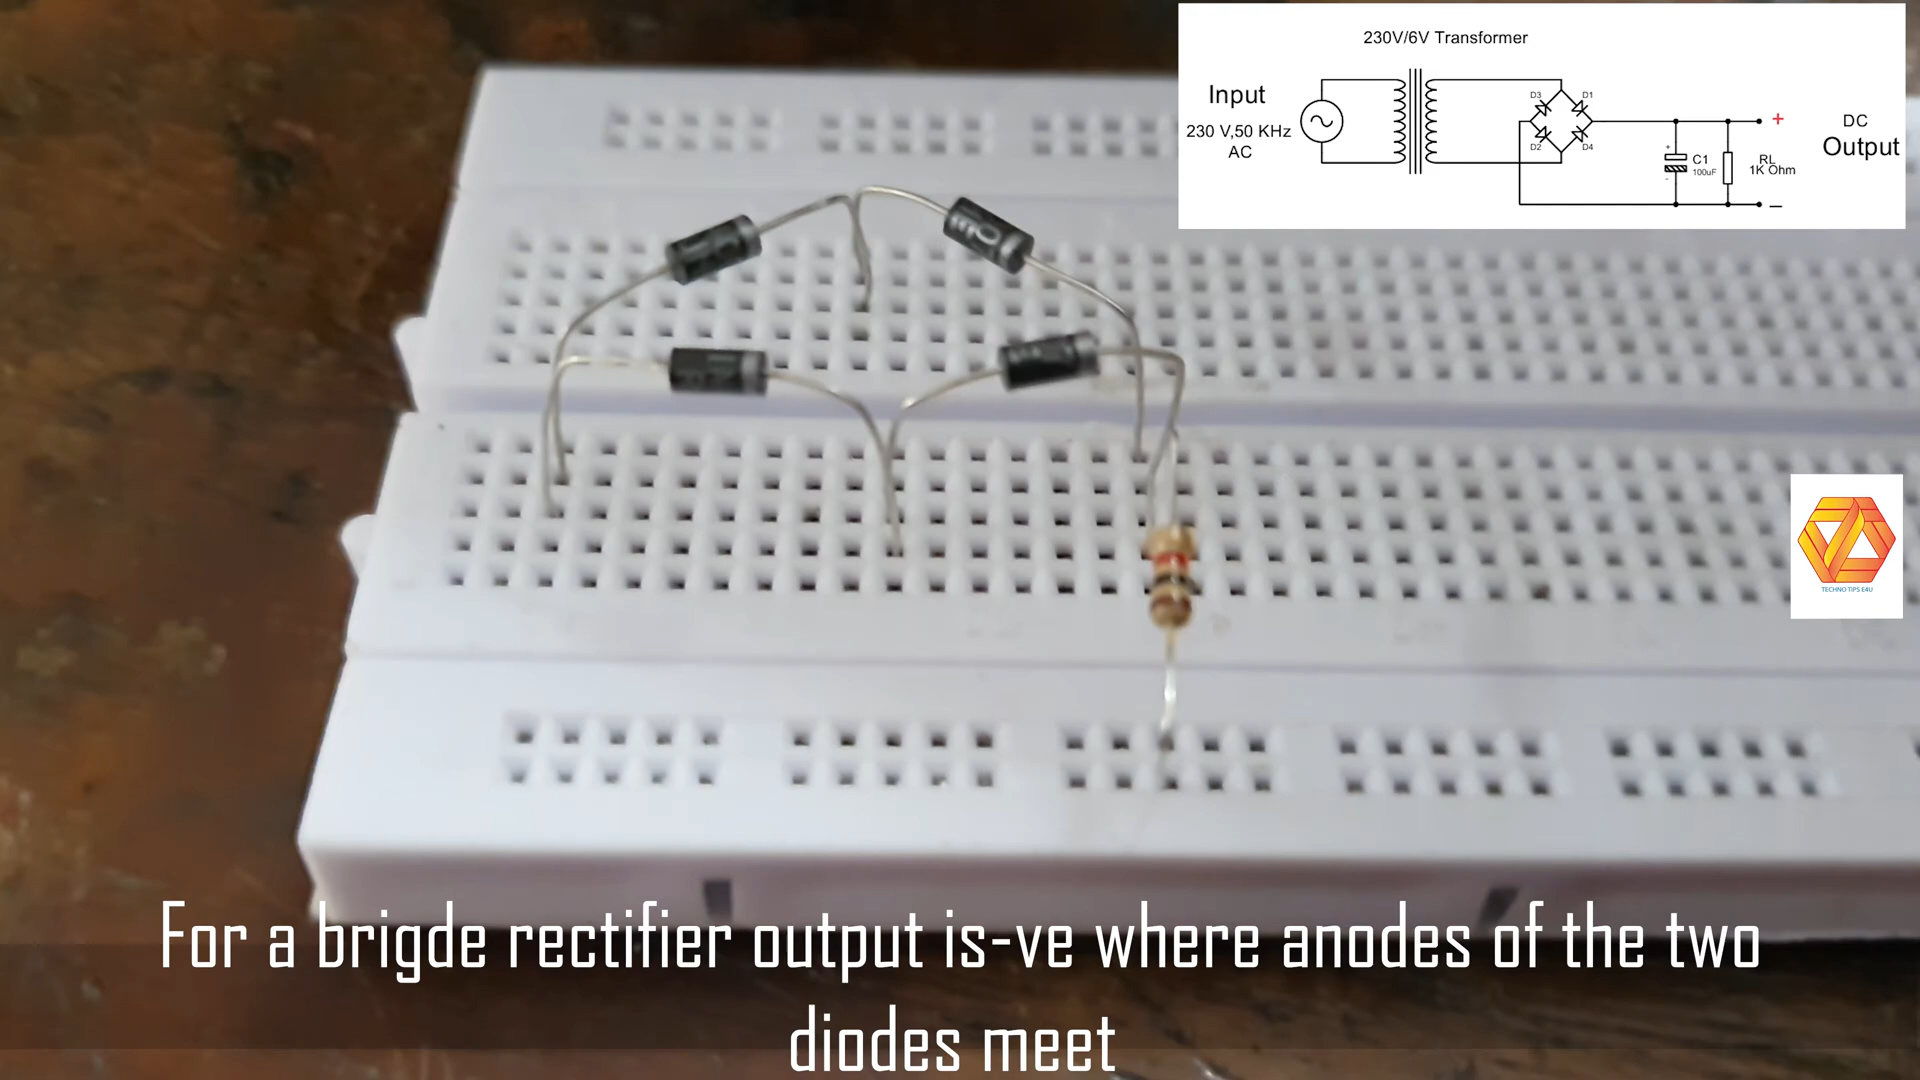 230V/6V Transformer
Input
230 V,50 KHz
AC
D3
D1
D2
D4
+
DC
Output
+
C1
100uF
-
RL
1K Ohm
–
TECHNO TIPS E4U
For a brigde rectifier output is-ve where anodes of the two
diodes meet